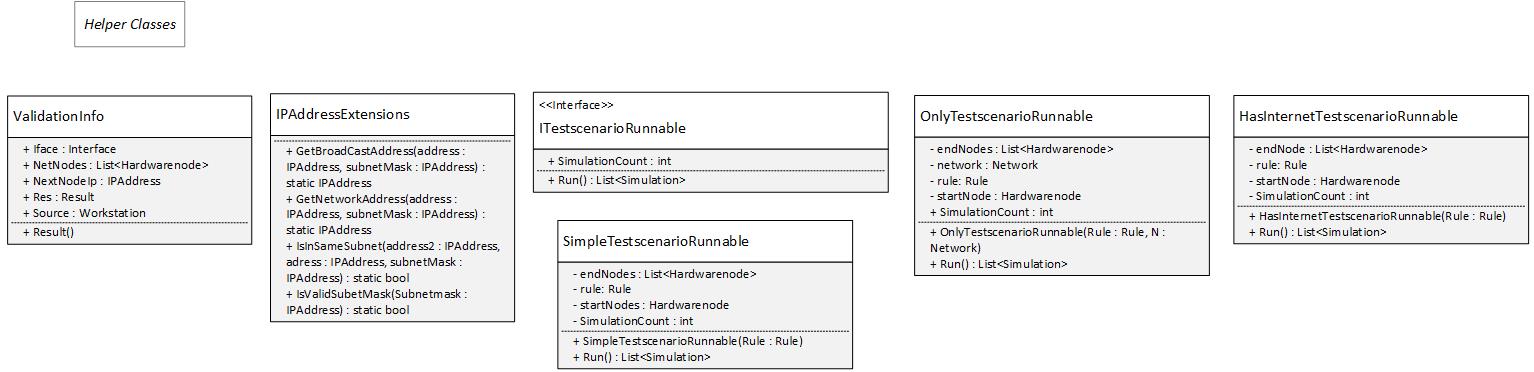 Helper Classes
ValidationInfo
+ Iface : Interface
+ NetNodes : List<Hardwarenode>
+ NextNodeIp : IPAddress
+ Res : Result
+ Source : Workstation
+ Result()
IPAddressExtensions
+ GetBroadCastAddress(address :
IPAddress, subnetMask : IPAddress) :
static IPAddress
+ GetNetworkAddress(address :
IPAddress, subnetMask : IPAddress) :
static IPAddress
+ IsInSameSubnet(address2 : IPAddress,
adress : IPAddress, subnetMask :
IPAddress) : static bool
+ IsValidSubetMask(Subnetmask :
IPAddress) : static bool
<<Interface>>
ITestscenarioRunnable
+ SimulationCount : int
+ Run() : List<Simulation>
SimpleTestscenarioRunnable
- endNodes : List<Hardwarenode>
- rule: Rule
- startNodes : Hardwarenode
- SimulationCount : int
+ SimpleTestscenarioRunnable(Rule : Rule)
+ Run() : List<Simulation>
OnlyTestscenarioRunnable
- endNodes : List<Hardwarenode>
- network : Network
- rule: Rule
- startNode : Hardwarenode
+ SimulationCount : int
+ OnlyTestscenarioRunnable(Rule : Rule, N :
Network)
+ Run() : List<Simulation>
HasInternetTestscenarioRunnable
- endNode : List<Hardwarenode>
- rule: Rule
- startNode : Hardwarenode
- SimulationCount : int
+ HasInternetTestscenarioRunnable(Rule : Rule)
+ Run() : List<Simulation>